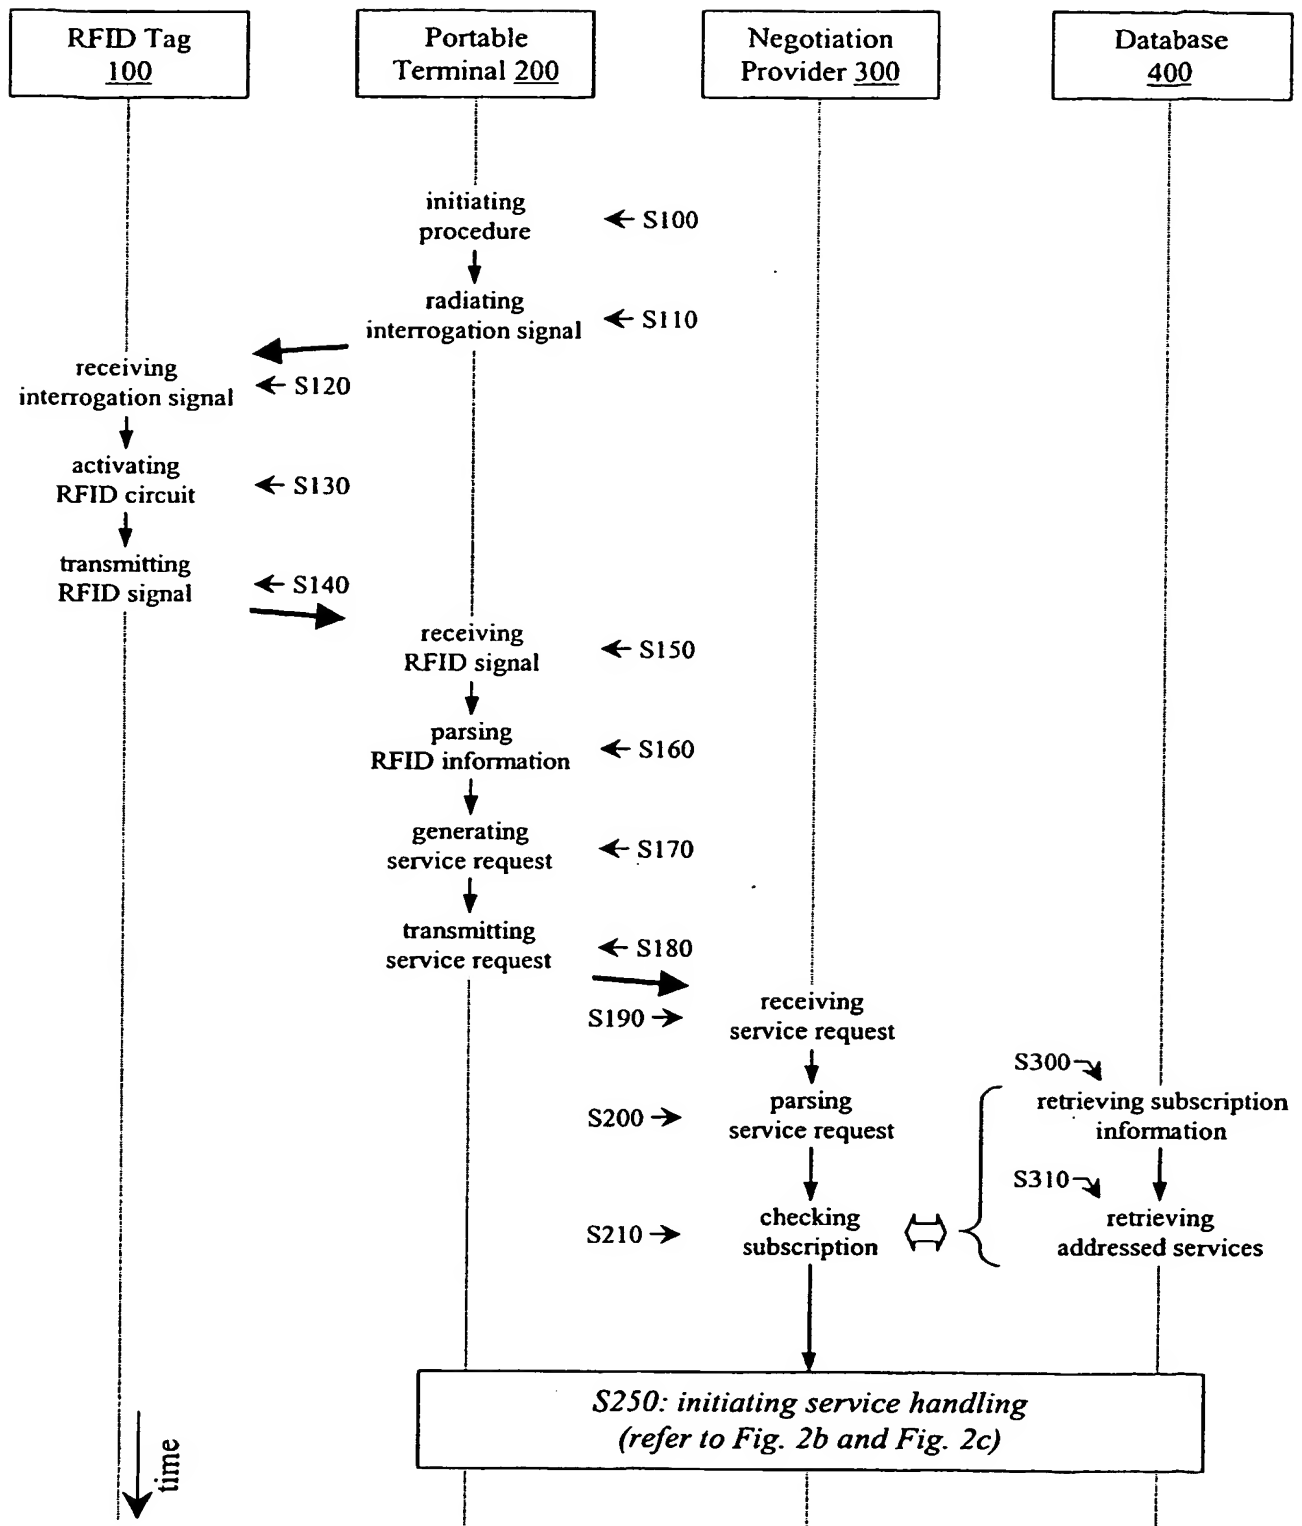 RFID Tag
100
Portable
Terminal 200
Negotiation
Provider 300
Database
400
initiating
procedure
← S100
radiating
interrogation signal
← S110
receiving
interrogation signal
← S120
activating
RFID circuit
← S130
transmitting
RFID signal
← S140
receiving
RFID signal
← S150
parsing
RFID information
← S160
generating
service request
← S170
transmitting
service request
← S180
S190 →
receiving
service request
S300
S200 →
parsing
service request
retrieving subscription
information
S310
S210 →
checking
subscription
retrieving
addressed services
S250: initiating service handling
(refer to Fig. 2b and Fig. 2c)
time